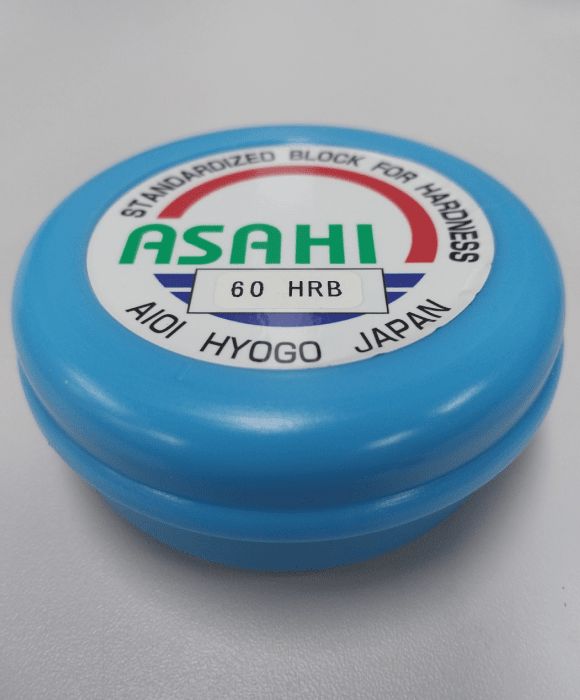 STANDARDIZED BLOCK FOR HARDNESS
ASAHI
60 HRB
AIOI HYOGO JAPAN